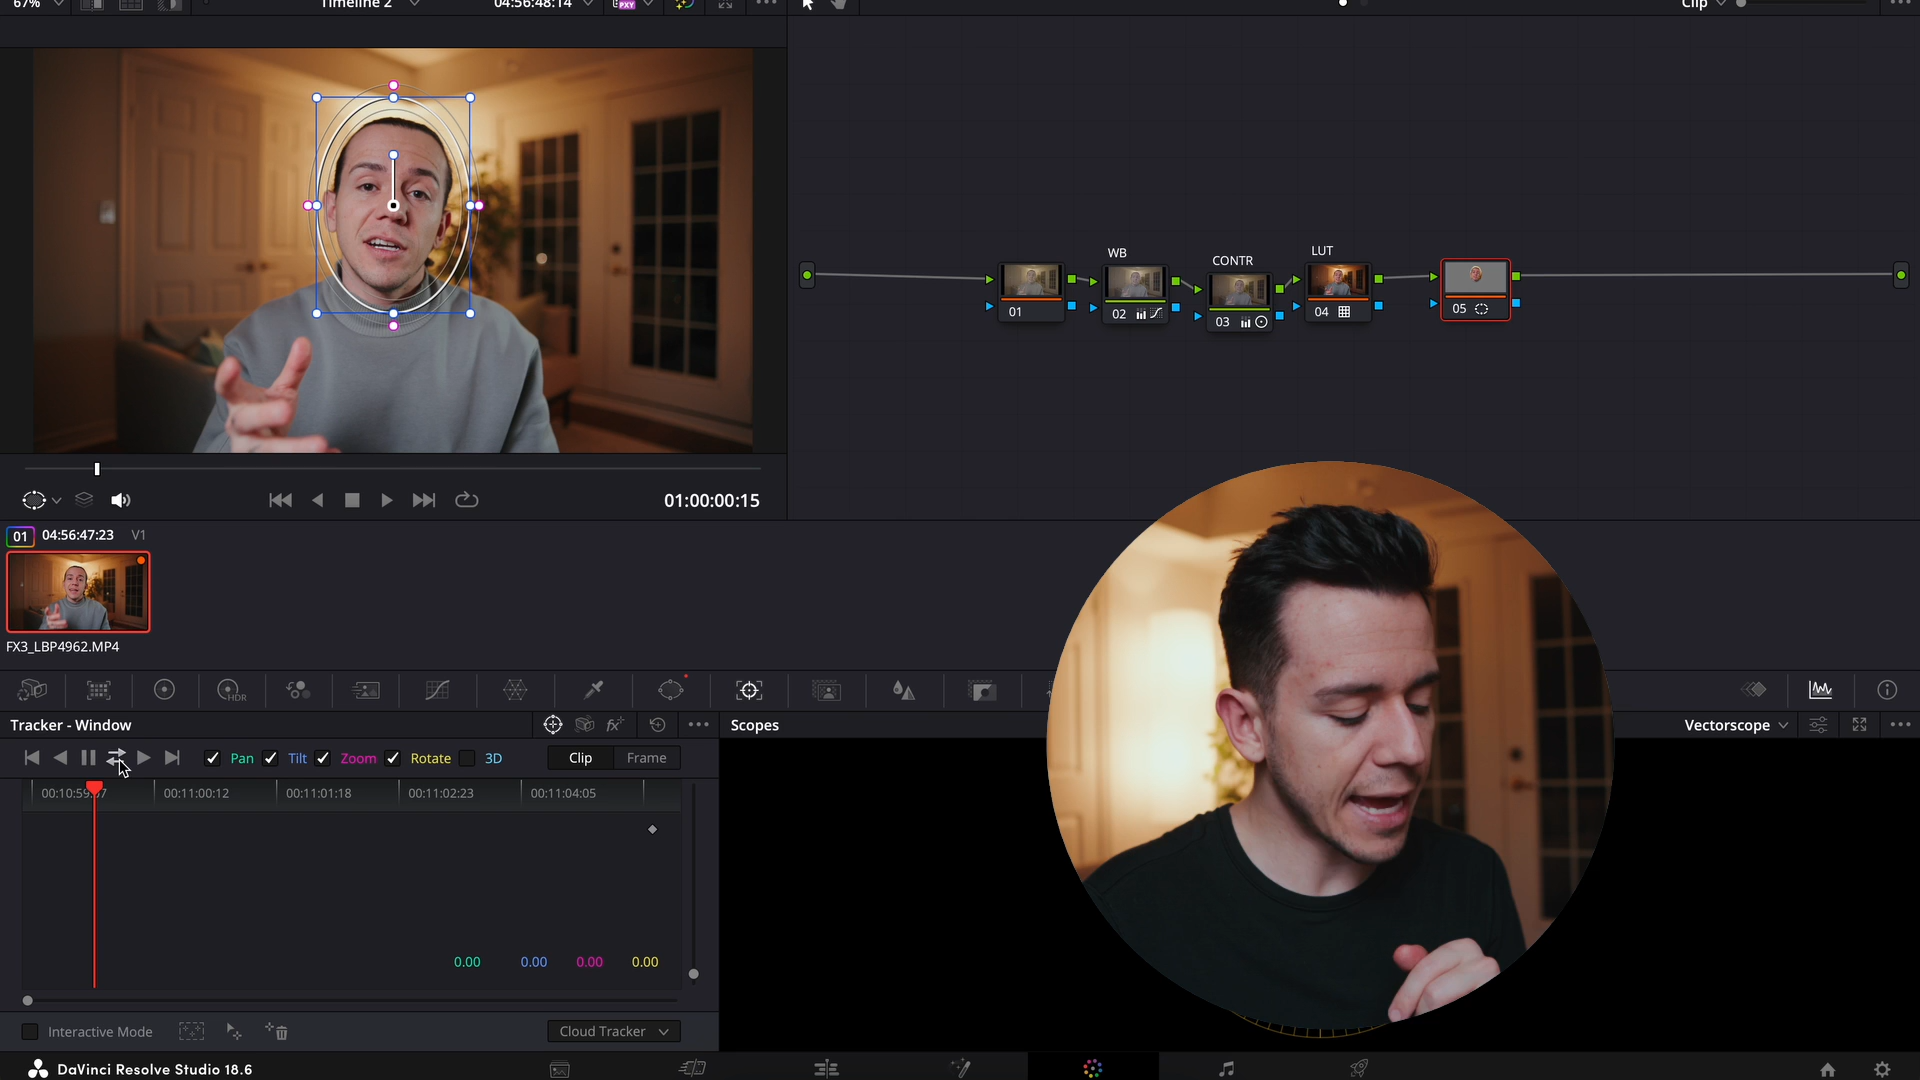 67%
Timeline 2
04:56:48:14
PXY
Clip
WB
CONTR
LUT
01
02
03
04
05
01:00:00:15
01 04:56:47:23 V1
FX3_LBP4962.MP4
HDR
Tracker - Window
fx
Scopes
Vectorscope
Pan
Tilt
Zoom
Rotate
3D
Clip
Frame
00:11:00:12
00:11:01:18
00:11:02:23
00:11:04:05
0.00
0.00
0.00
0.00
Interactive Mode
Cloud Tracker
DaVinci Resolve Studio 18.6